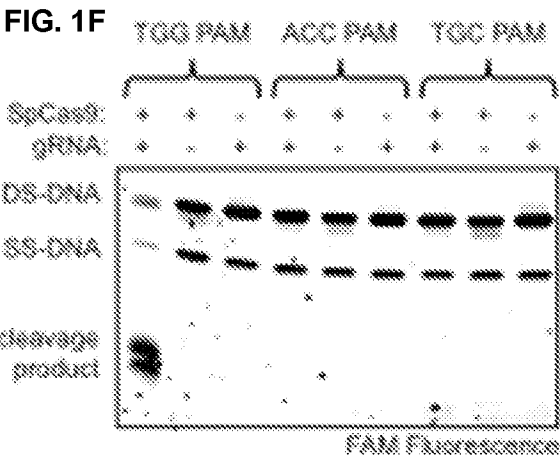 FIG. 1F
TGG PAM ACC PAM TGC PAM
SpCas9: + + - + + - + + -
gRNA: + - + + - + + - +
DS-DNA
SS-DNA
cleavage
product
FAM Fluorescence